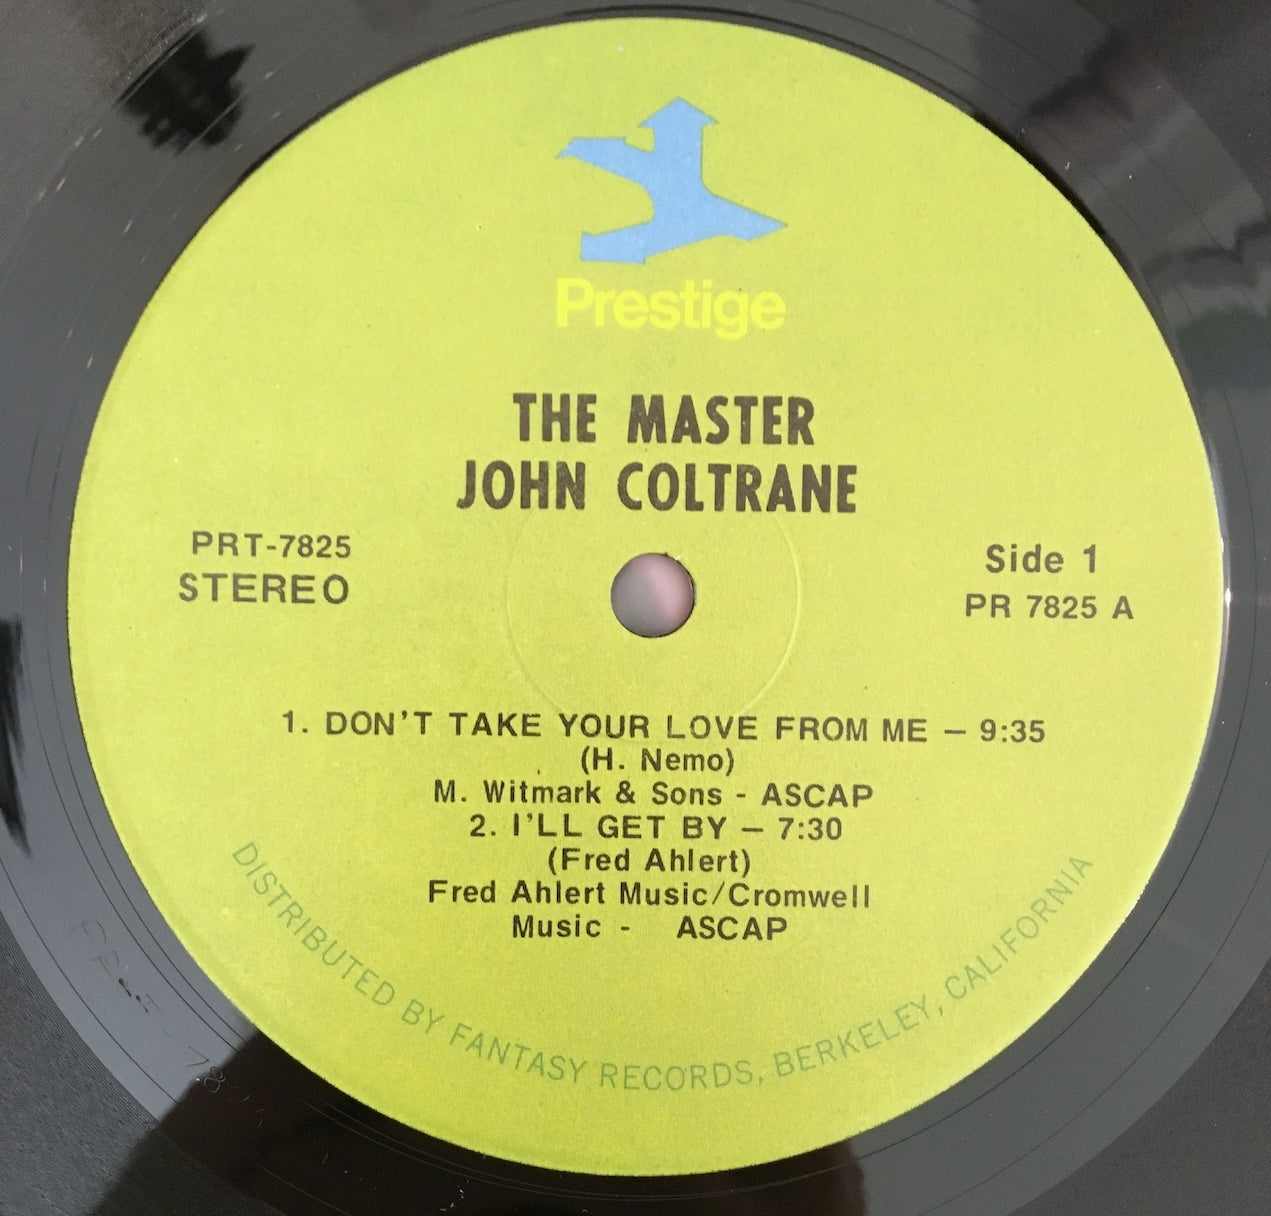 Prestige
THE MASTER
JOHN COLTRANE
PRT-7825
STEREO
Side 1
PR 7825 A
1. DON'T TAKE YOUR LOVE FROM ME — 9:35
(H. Nemo)
M. Witmark & Sons - ASCAP
2. I'LL GET BY — 7:30
(Fred Ahlert)
Fred Ahlert Music/Cromwell
Music - ASCAP
DISTRIBUTED BY FANTASY RECORDS, BERKELEY, CALIFORNIA